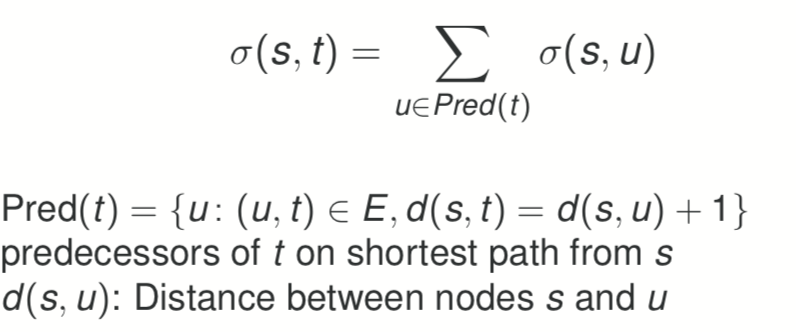 σ(s, t) = ∑ σ(s, u)
u∈Pred(t)
Pred(t) = {u: (u, t) ∈ E, d(s, t) = d(s, u) + 1}
predecessors of t on shortest path from s
d(s, u): Distance between nodes s and u